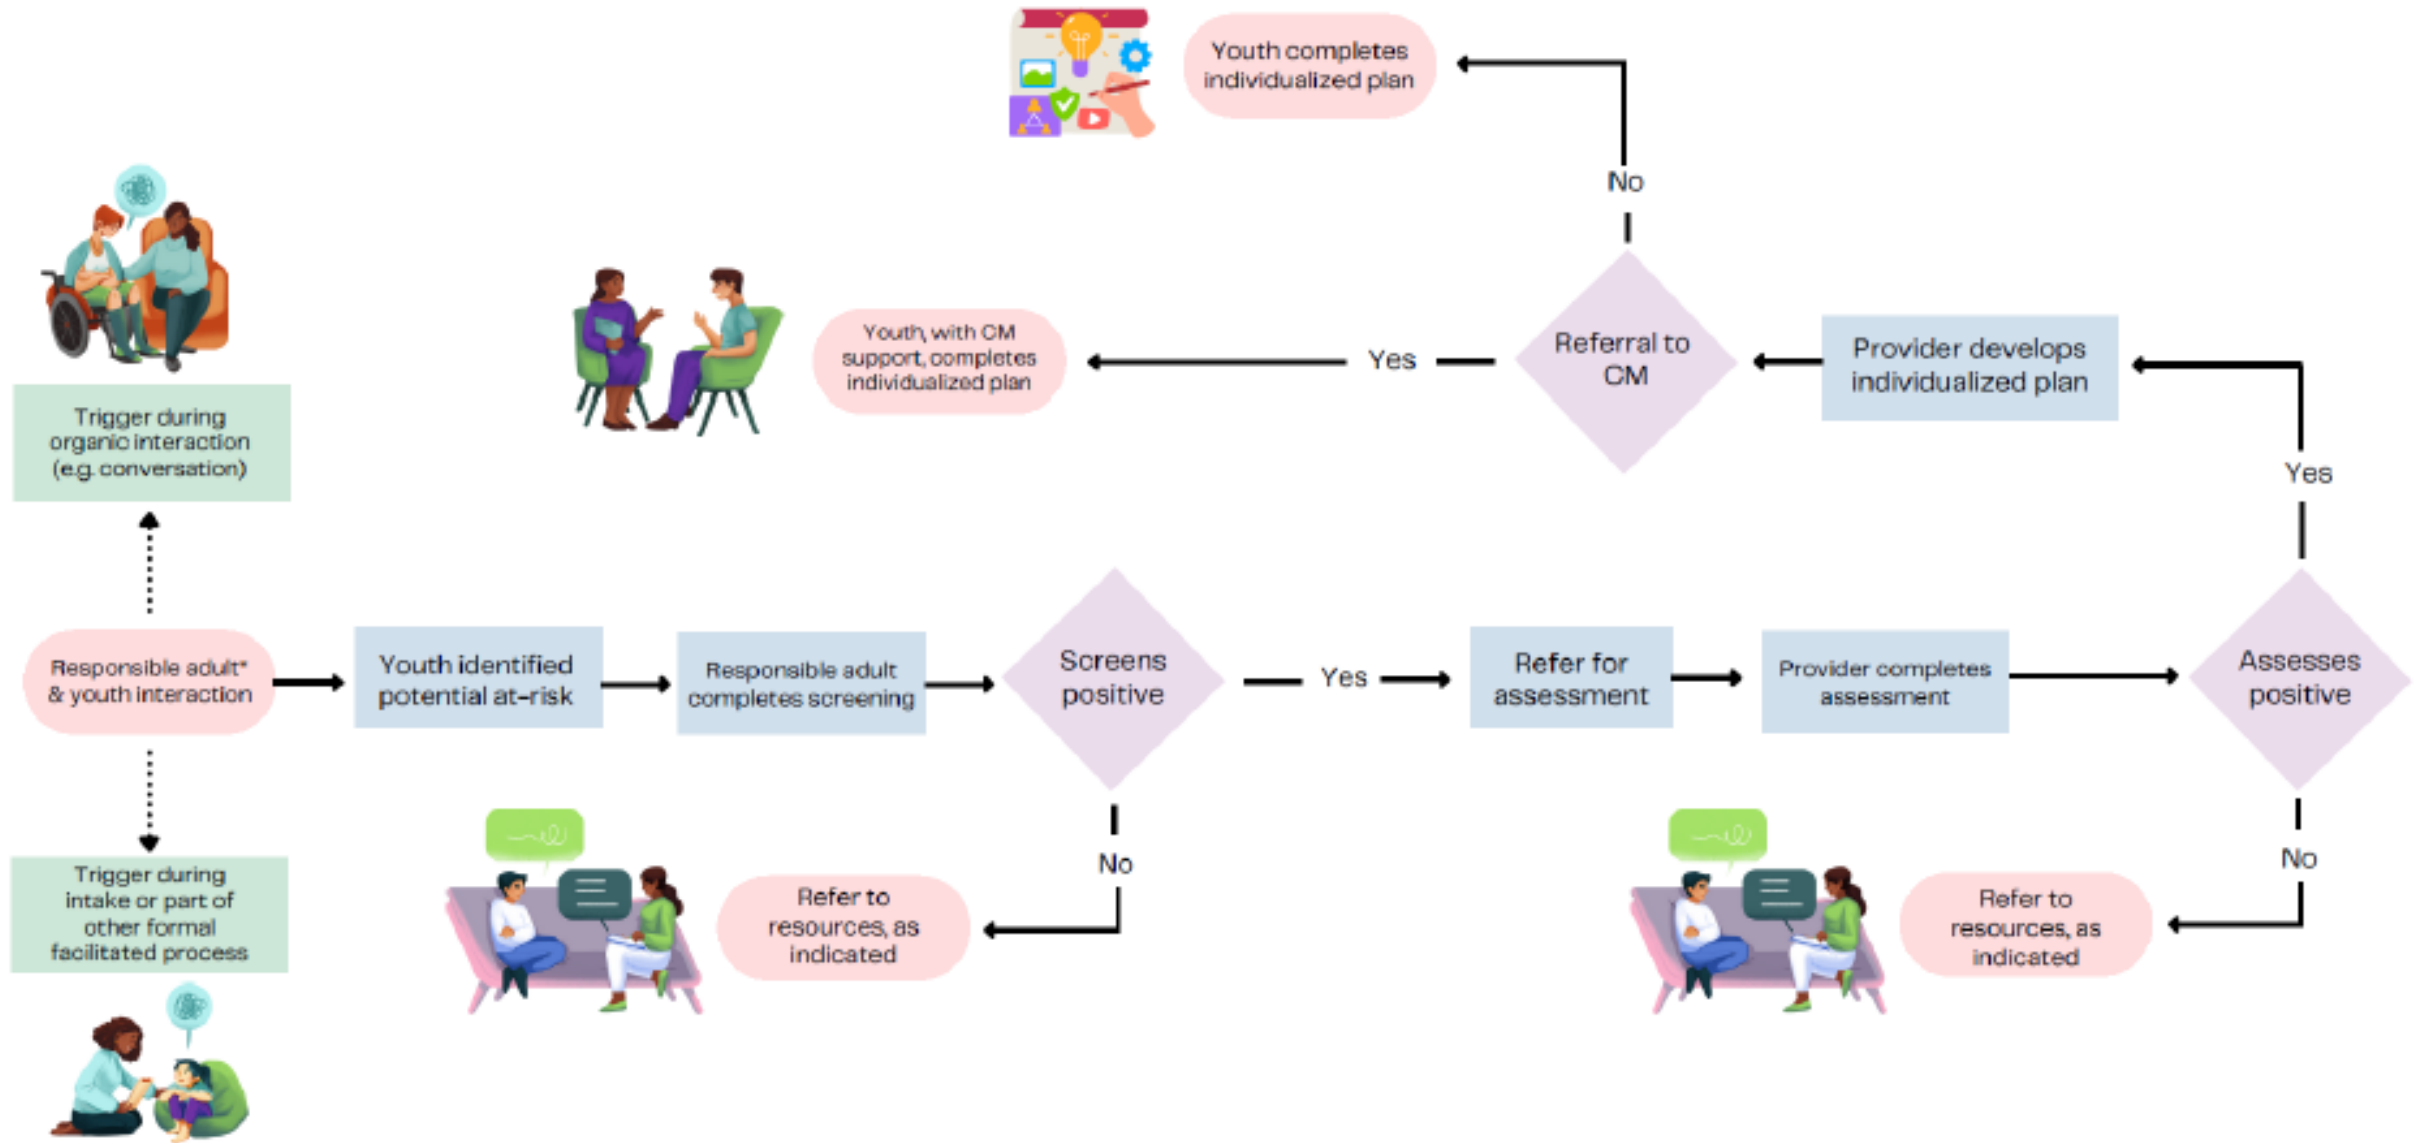 Youth completes
individualized plan
No
Trigger during
organic interaction
(e.g. conversation)
Youth, with CM
support, completes
individualized plan
Yes
Referral to
CM
Provider develops
individualized plan
Yes
Responsible adult*
& youth interaction
Youth identified
potential at-risk
Responsible adult
completes screening
Screens
positive
Yes
Refer for
assessment
Provider completes
assessment
Assesses
positive
Trigger during
intake or part of
other formal
facilitated process
No
Refer to
resources, as
indicated
No
Refer to
resources, as
indicated